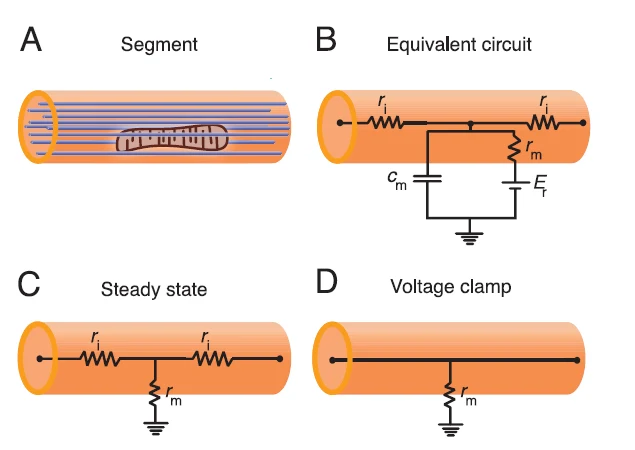 A Segment
B Equivalent circuit
ri ri
rm
cm
Er
C Steady state
ri ri
rm
D Voltage clamp
rm